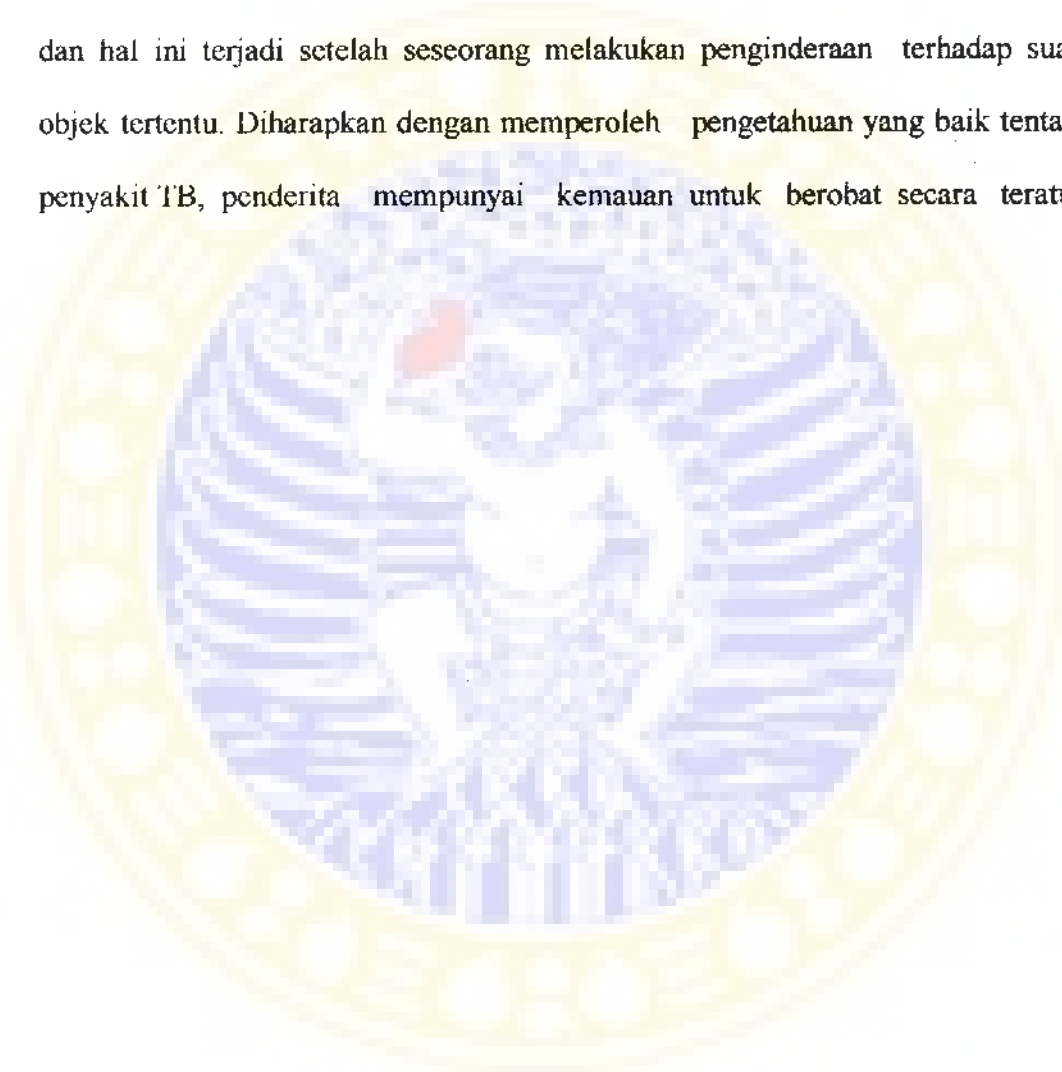 dan hal ini terjadi setelah seseorang melakukan penginderaan terhadap sua
objek tertentu. Diharapkan dengan memperoleh pengetahuan yang baik tenta
penyakit TB, penderita mempunyai kemauan untuk berobat secara terat